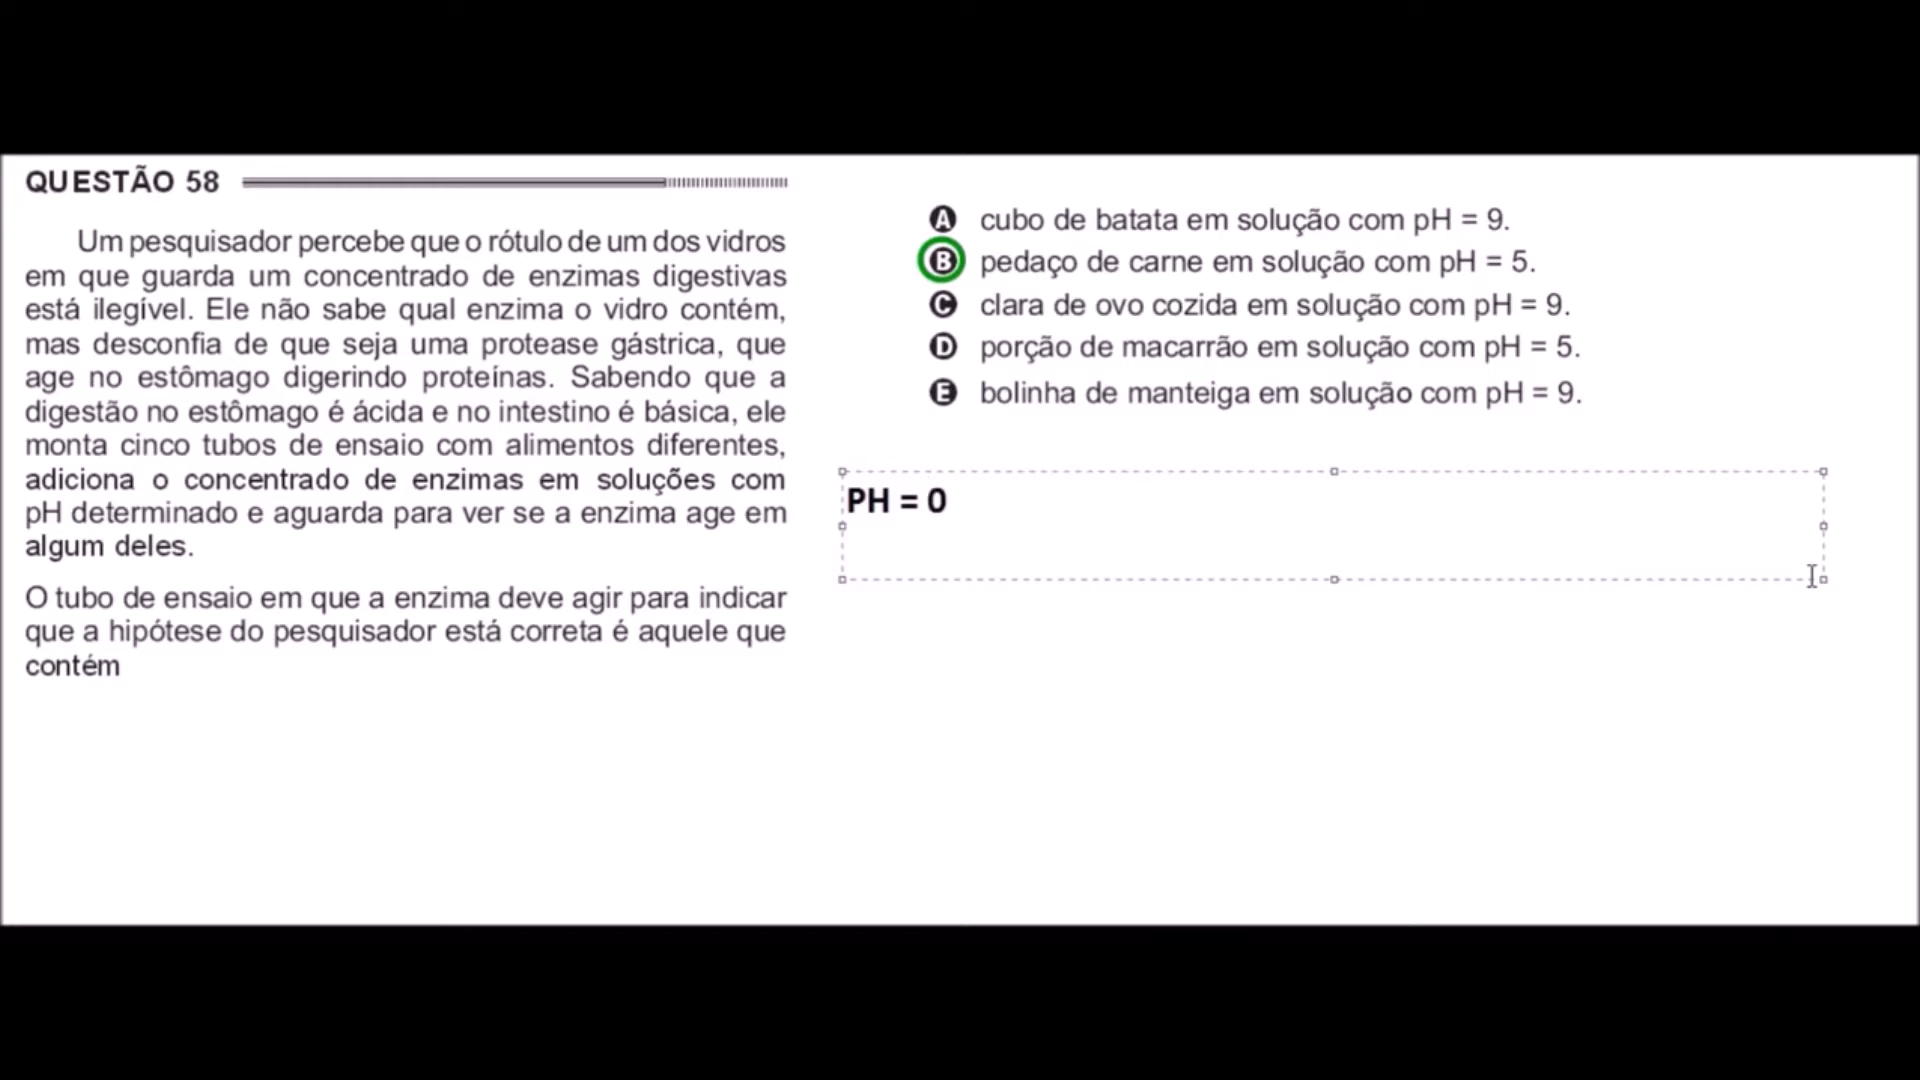 QUESTÃO 58
Um pesquisador percebe que o rótulo de um dos vidros
em que guarda um concentrado de enzimas digestivas
está ilegível. Ele não sabe qual enzima o vidro contém,
mas desconfia de que seja uma protease gástrica, que
age no estômago digerindo proteínas. Sabendo que a
digestão no estômago é ácida e no intestino é básica, ele
monta cinco tubos de ensaio com alimentos diferentes,
adiciona o concentrado de enzimas em soluções com
pH determinado e aguarda para ver se a enzima age em
algum deles.
O tubo de ensaio em que a enzima deve agir para indicar
que a hipótese do pesquisador está correta é aquele que
contém
A cubo de batata em solução com pH = 9.
B pedaço de carne em solução com pH = 5.
C clara de ovo cozida em solução com pH = 9.
D porção de macarrão em solução com pH = 5.
E bolinha de manteiga em solução com pH = 9.
PH = 0